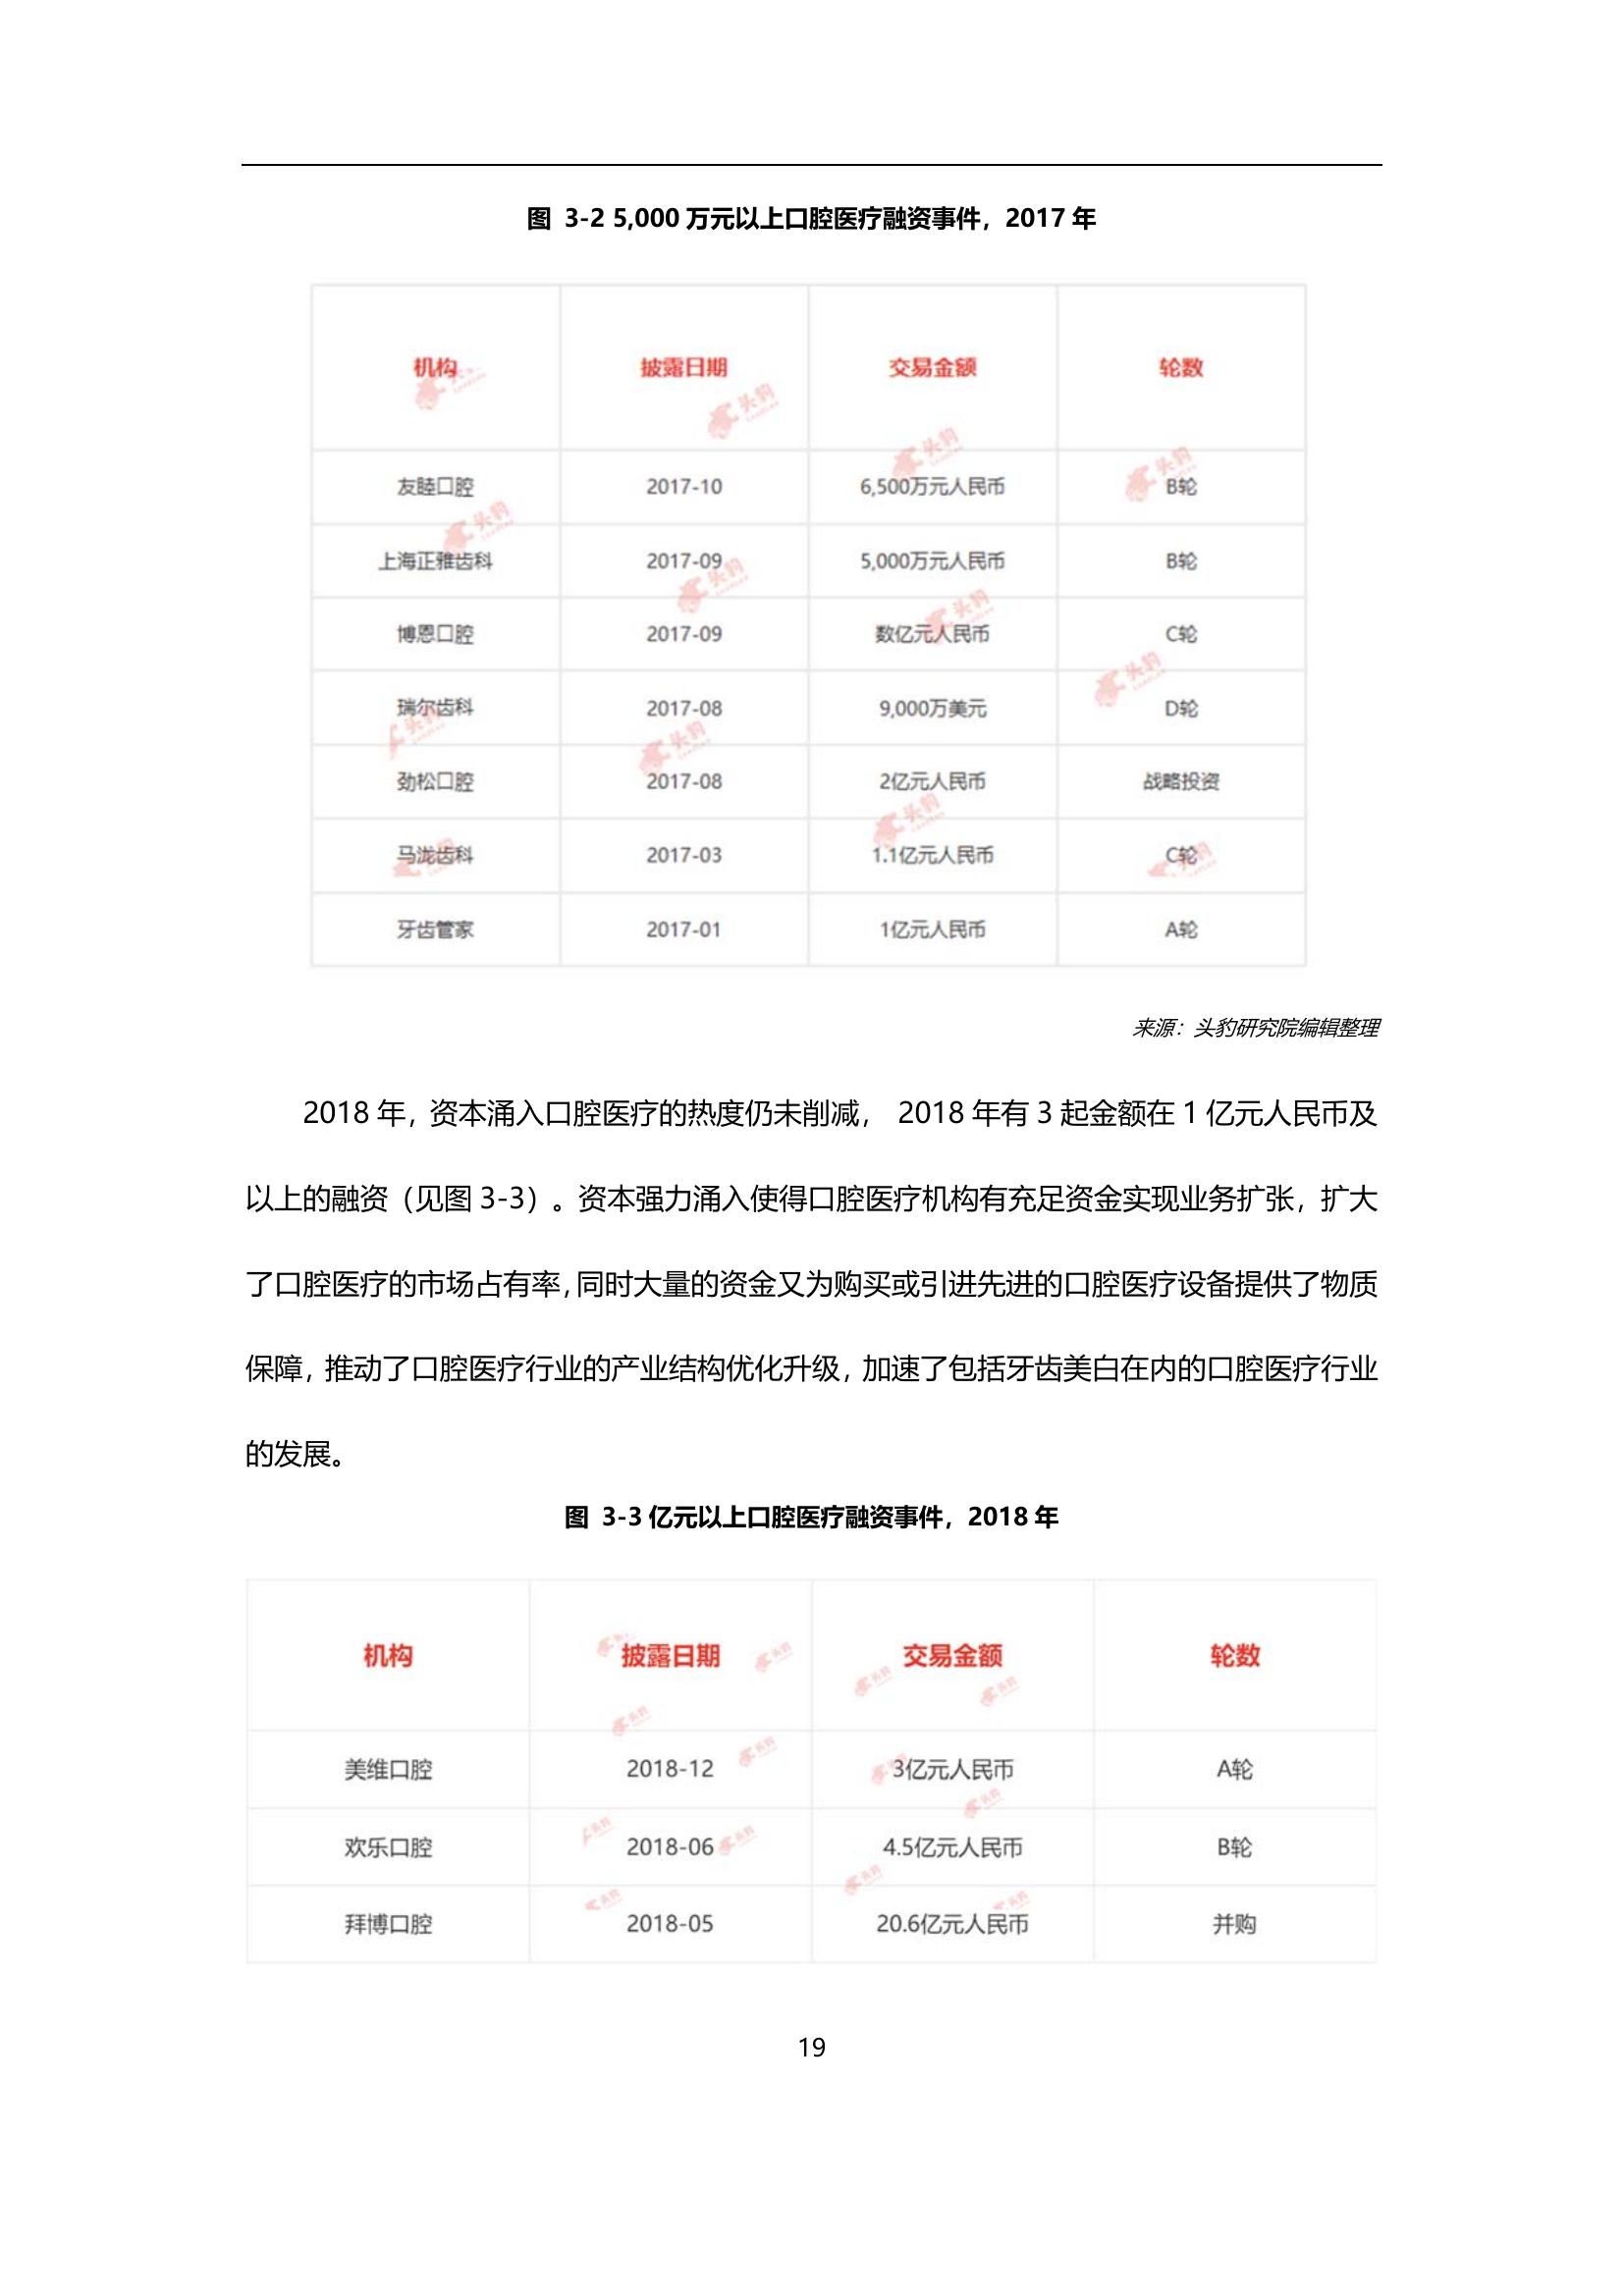 图 3-2 5,000 万元以上口腔医疗融资事件，2017 年
机构 披露日期 交易金额 轮数
友睦口腔 2017-10 6,500万元人民币 B轮
上海正雅齿科 2017-09 5,000万元人民币 B轮
博恩口腔 2017-09 数亿元人民币 C轮
瑞尔齿科 2017-08 9,000万美元 D轮
劲松口腔 2017-08 2亿元人民币 战略投资
马泷齿科 2017-03 1.1亿元人民币 C轮
牙齿管家 2017-01 1亿元人民币 A轮
来源：头豹研究院编辑整理
2018 年，资本涌入口腔医疗的热度仍未削减， 2018 年有 3 起金额在 1 亿元人民币及
以上的融资（见图 3-3）。资本强力涌入使得口腔医疗机构有充足资金实现业务扩张，扩大
了口腔医疗的市场占有率，同时大量的资金又为购买或引进先进的口腔医疗设备提供了物质
保障，推动了口腔医疗行业的产业结构优化升级，加速了包括牙齿美白在内的口腔医疗行业
的发展。
图 3-3 亿元以上口腔医疗融资事件，2018 年
机构 披露日期 交易金额 轮数
美维口腔 2018-12 3亿元人民币 A轮
欢乐口腔 2018-06 4.5亿元人民币 B轮
拜博口腔 2018-05 20.6亿元人民币 并购
19